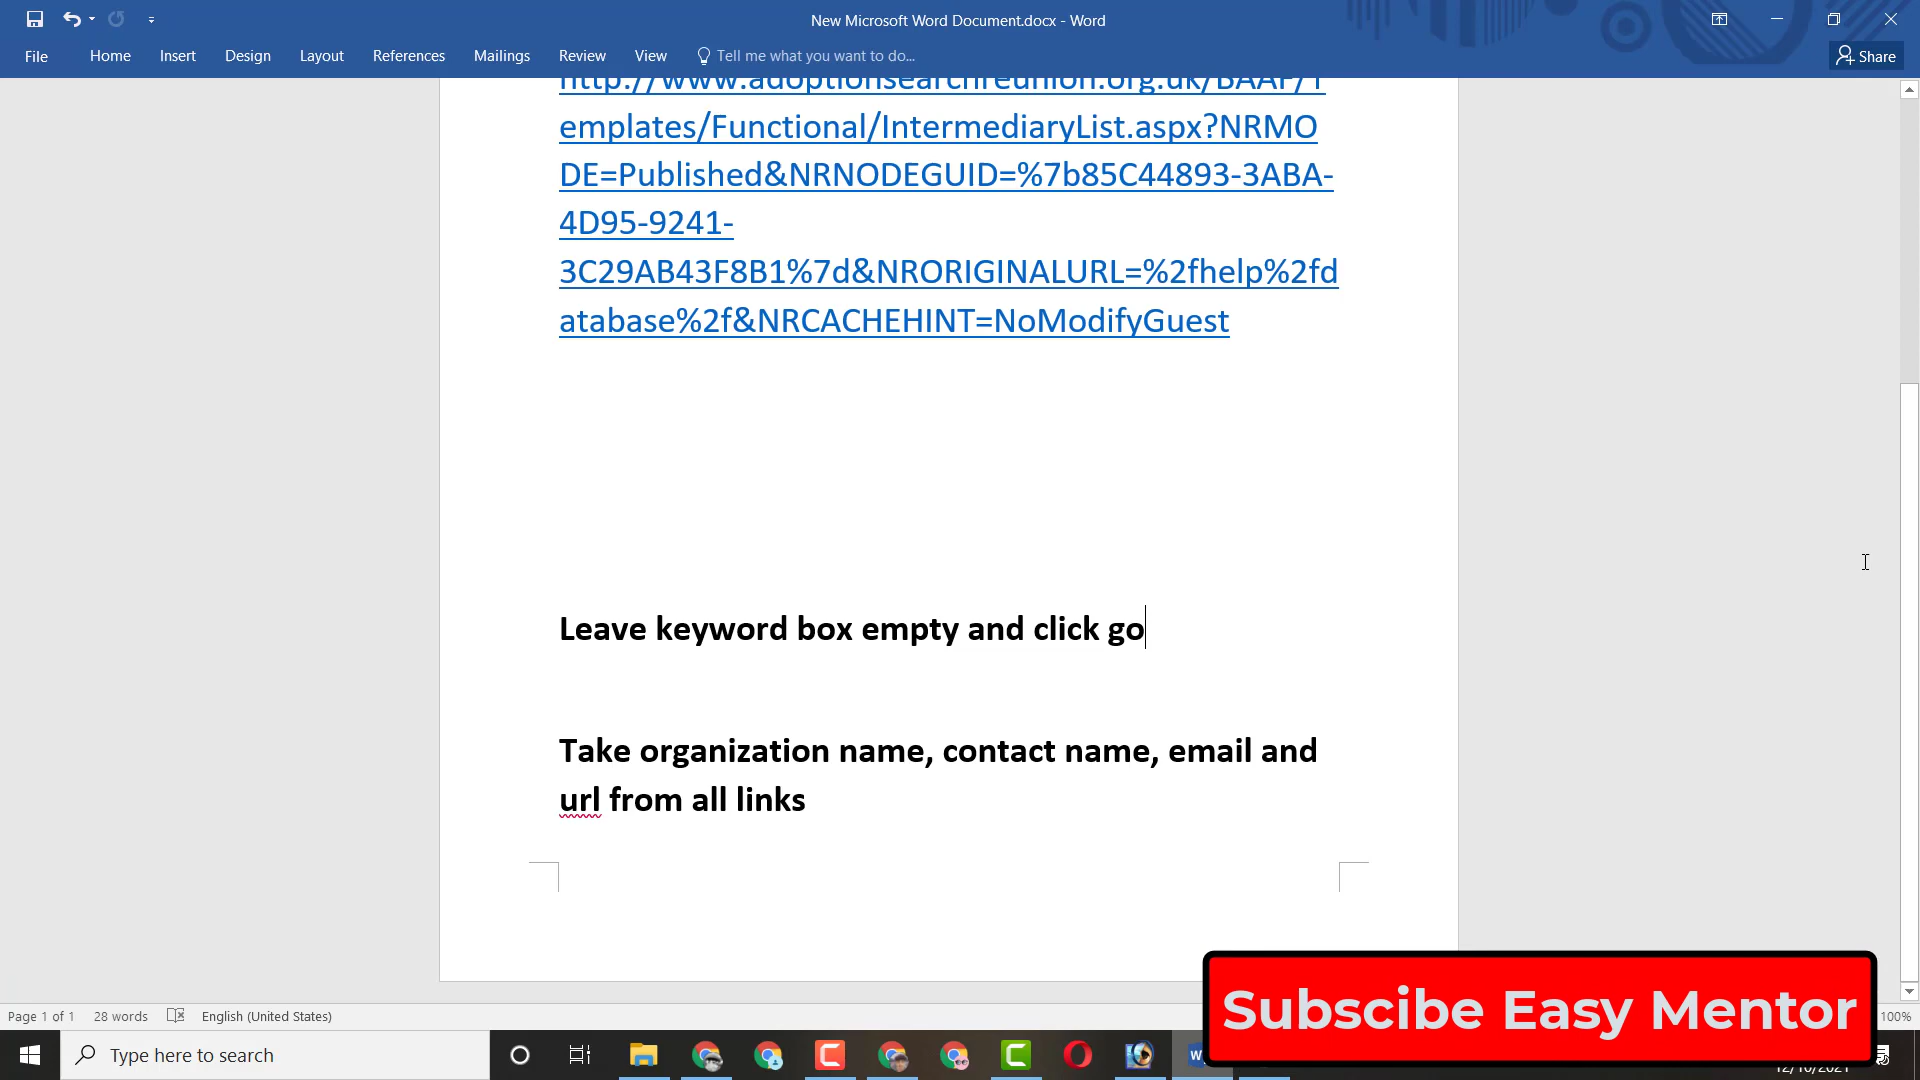 New Microsoft Word Document.docx - Word
File Home Insert Design Layout References Mailings Review View Tell me what you want to do... Share
http://www.adoptionsearchreunion.org.uk/BAAF/T
emplates/Functional/IntermediaryList.aspx?NRMO
DE=Published&NRNODEGUID=%7b85C44893-3ABA-
4D95-9241-
3C29AB43F8B1%7d&NRORIGINALURL=%2fhelp%2fd
atabase%2f&NRCACHEHINT=NoModifyGuest
Leave keyword box empty and click go
Take organization name, contact name, email and
url from all links
Subscibe Easy Mentor
Page 1 of 1 28 words English (United States) 100%
Type here to search
12/10/2021